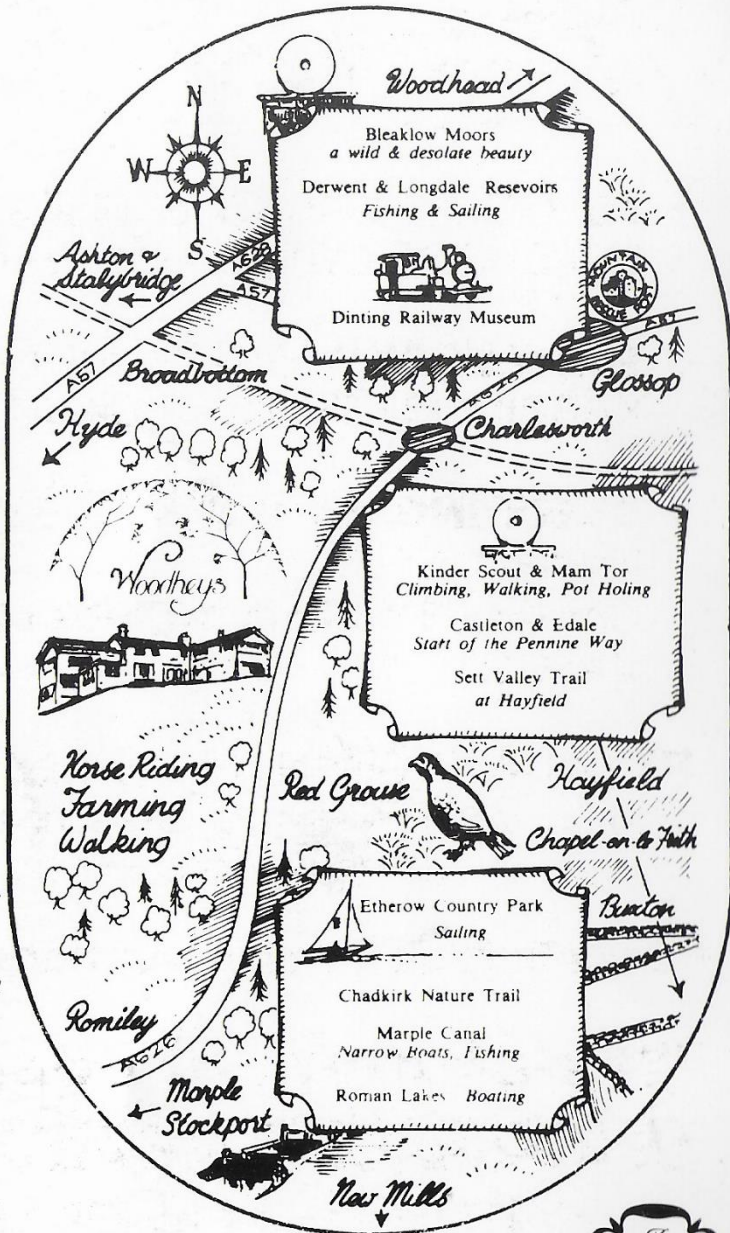 Woodhead
N
W E
S
Bleaklow Moors
a wild & desolate beauty
Derwent & Longdale Resevoirs
Fishing & Sailing
Dinting Railway Museum
Ashton &
Stalybridge
A628
A57
MOUNTAIN
RESCUE POST
A57
A57
Broadbottom
Glossop
A626
Hyde
Charlesworth
Woodheys
Kinder Scout & Mam Tor
Climbing, Walking, Pot Holing
Castleton & Edale
Start of the Pennine Way
Sett Valley Trail
at Hayfield
Horse Riding
Farming
Walking
Red Grouse
Hayfield
Chapel-en-le Frith
Buxton
Etherow Country Park
Sailing
Chadkirk Nature Trail
Marple Canal
Narrow Boats, Fishing
Roman Lakes Boating
Romiley
A626
Marple
Stockport
New Mills